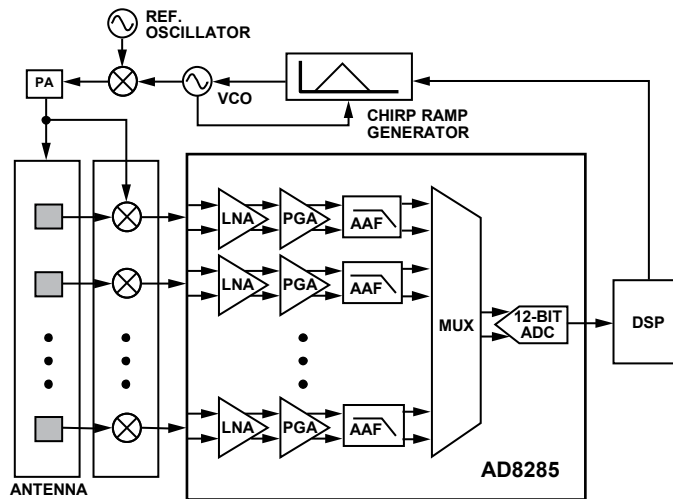 REF.
OSCILLATOR
PA
VCO
CHIRP RAMP
GENERATOR
LNA
PGA
AAF
LNA
PGA
AAF
MUX
12-BIT
ADC
DSP
LNA
PGA
AAF
AD8285
ANTENNA